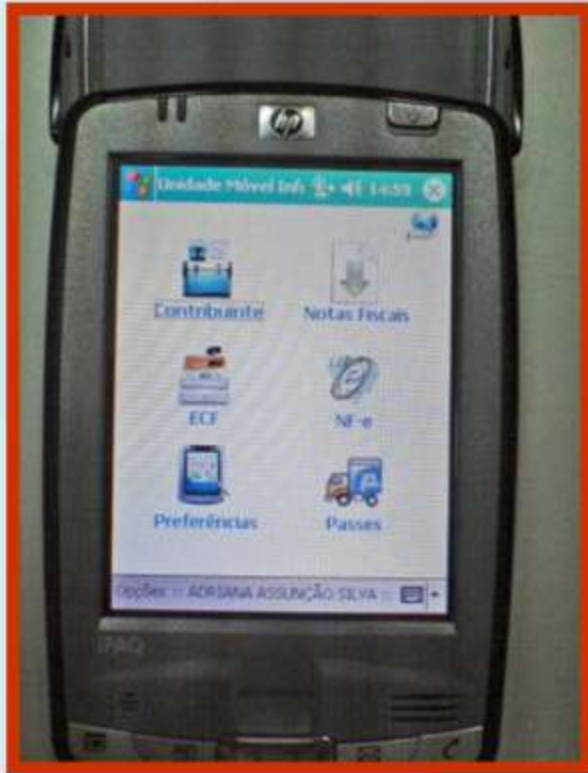 hp
Unidade Móvel Inf 14:59
Contribuinte Notas Fiscais
ECF NF-e
Preferências Passes
Opções :: ADRIANA ASSUNÇÃO SILVA ::
iPAQ